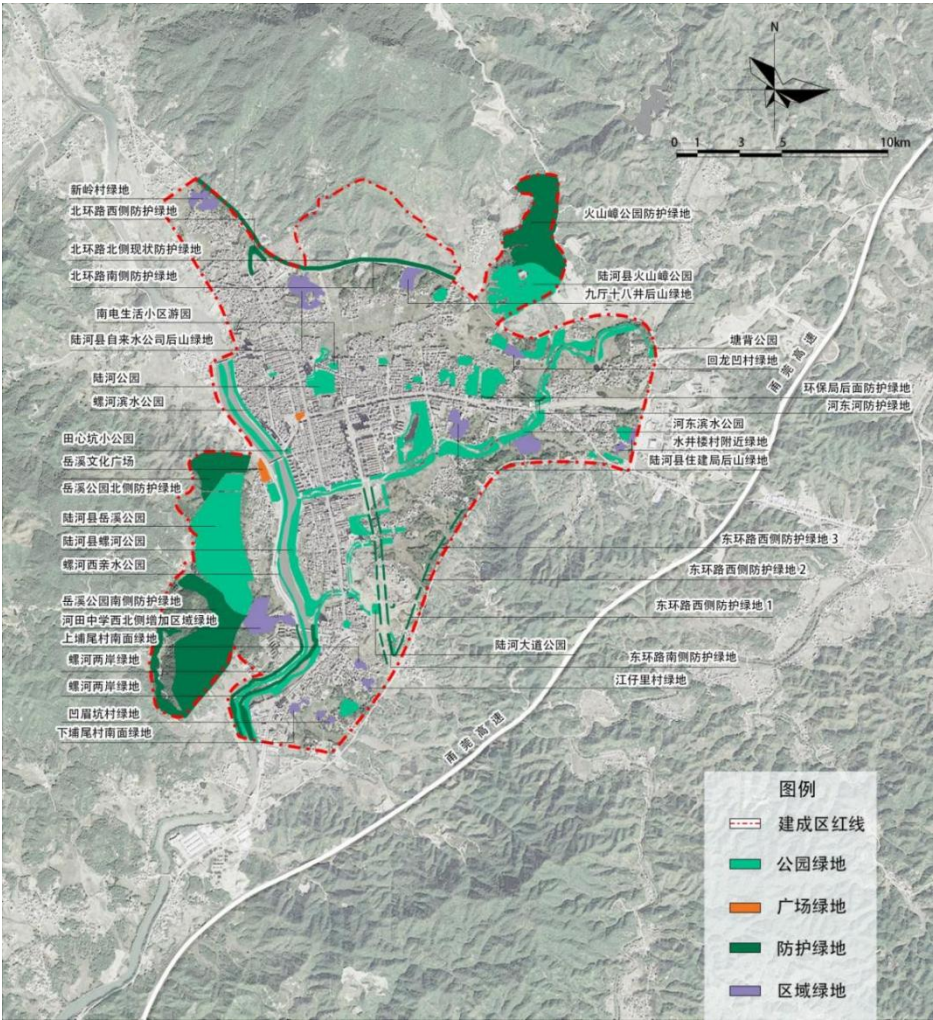 N
0 1 3 5 10km
新岭村绿地
北环路西侧防护绿地
北环路北侧现状防护绿地
北环路南侧防护绿地
南电生活小区游园
陆河县自来水公司后山绿地
陆河公园
螺河滨水公园
田心坑小公园
岳溪文化广场
岳溪公园北侧防护绿地
陆河县岳溪公园
陆河县螺河公园
螺河西亲水公园
岳溪公园南侧防护绿地
河田中学西北侧增加区域绿地
上埔尾村南面绿地
螺河两岸绿地
螺河两岸绿地
凹眉坑村绿地
下埔尾村南面绿地
火山嶂公园防护绿地
陆河县火山嶂公园
九厅十八井后山绿地
塘背公园
回龙凹村绿地
环保局后面防护绿地
河东河防护绿地
河东滨水公园
水井楼村附近绿地
陆河县住建局后山绿地
东环路西侧防护绿地 3
东环路西侧防护绿地 2
东环路西侧防护绿地 1
陆河大道公园
东环路南侧防护绿地
江仔里村绿地
甬莞高速
甬莞高速
图例
建成区红线
公园绿地
广场绿地
防护绿地
区域绿地